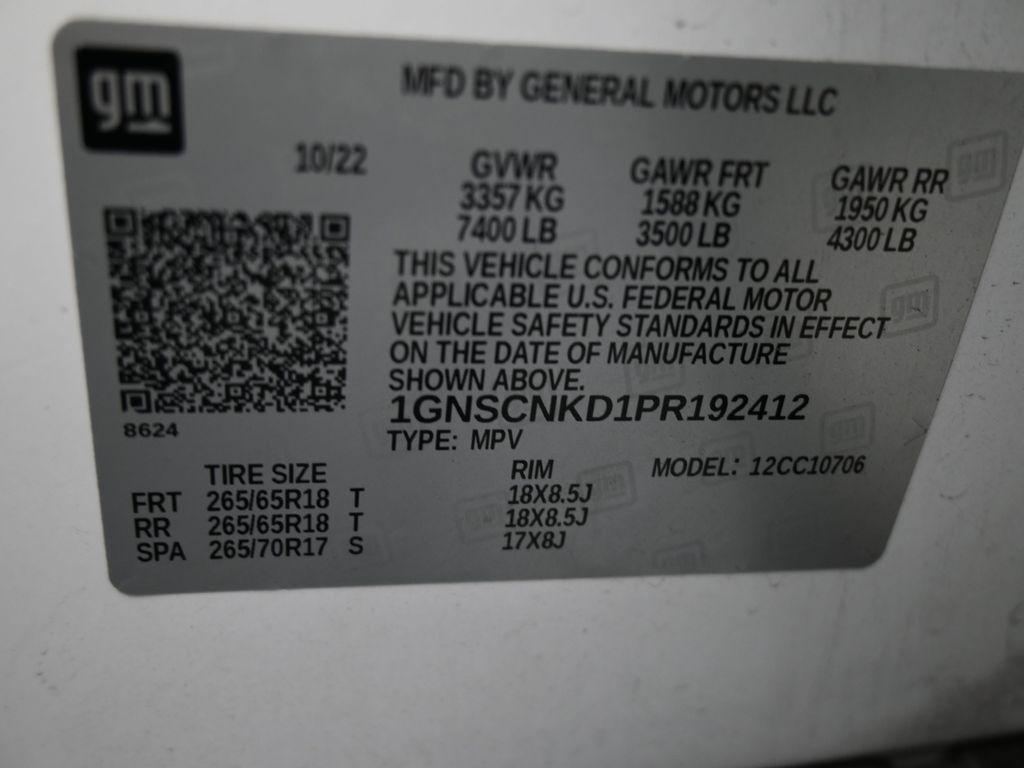 gm
MFD BY GENERAL MOTORS LLC
10/22
GVWR GAWR FRT GAWR RR
3357 KG 1588 KG 1950 KG
7400 LB 3500 LB 4300 LB
THIS VEHICLE CONFORMS TO ALL
APPLICABLE U.S. FEDERAL MOTOR
VEHICLE SAFETY STANDARDS IN EFFECT
ON THE DATE OF MANUFACTURE
SHOWN ABOVE.
1GNSCNKD1PR192412
8624
TYPE: MPV
TIRE SIZE RIM MODEL: 12CC10706
FRT 265/65R18 T 18X8.5J
RR 265/65R18 T 18X8.5J
SPA 265/70R17 S 17X8J